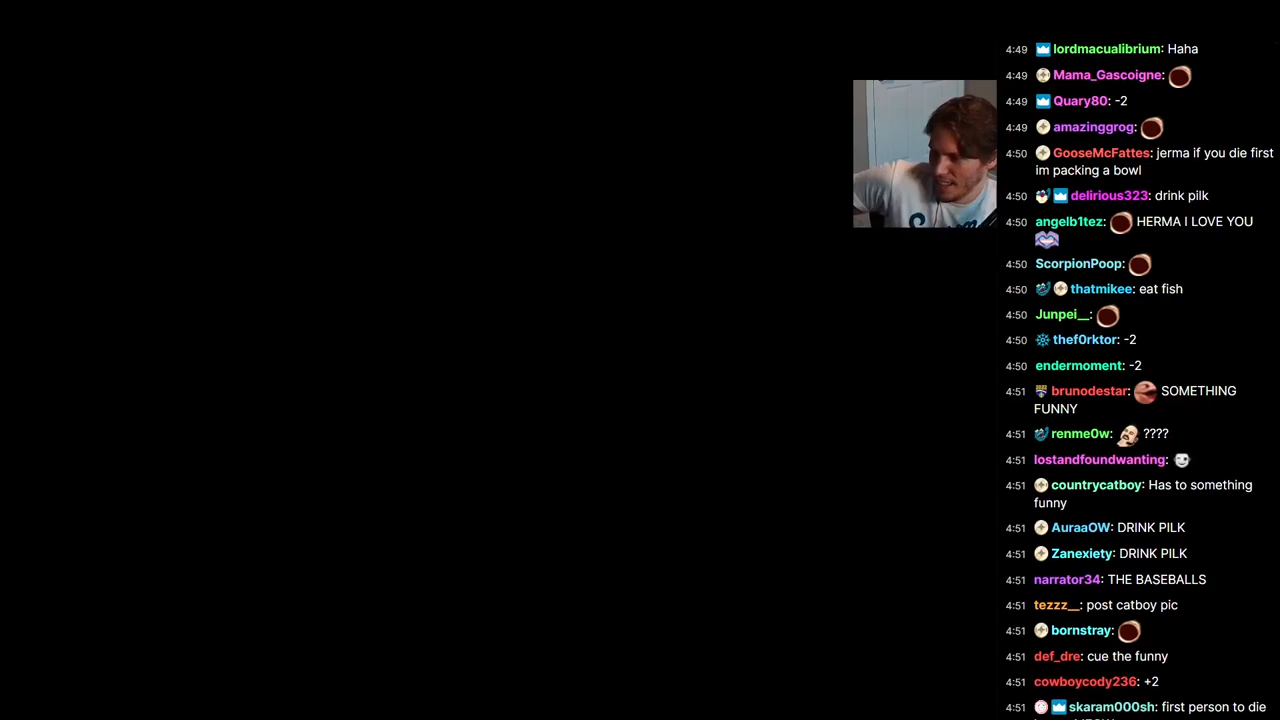 4:49 lordmacualibrium: Haha
4:49 Mama_Gascoigne:
4:49 Quary80: -2
4:49 amazinggrog:
4:50 GooseMcFattes: jerma if you die first
im packing a bowl
4:50 delirious323: drink pilk
4:50 angelb1tez: HERMA I LOVE YOU
4:50 ScorpionPoop:
4:50 thatmikee: eat fish
4:50 Junpei__:
4:50 thef0rktor: -2
4:50 endermoment: -2
4:51 brunodestar: SOMETHING
FUNNY
4:51 renme0w: ????
4:51 lostandfoundwanting:
4:51 countrycatboy: Has to something
funny
4:51 AuraaOW: DRINK PILK
4:51 Zanexiety: DRINK PILK
4:51 narrator34: THE BASEBALLS
4:51 tezzz__: post catboy pic
4:51 bornstray:
4:51 def_dre: cue the funny
4:51 cowboycody236: +2
4:51 skaram000sh: first person to die